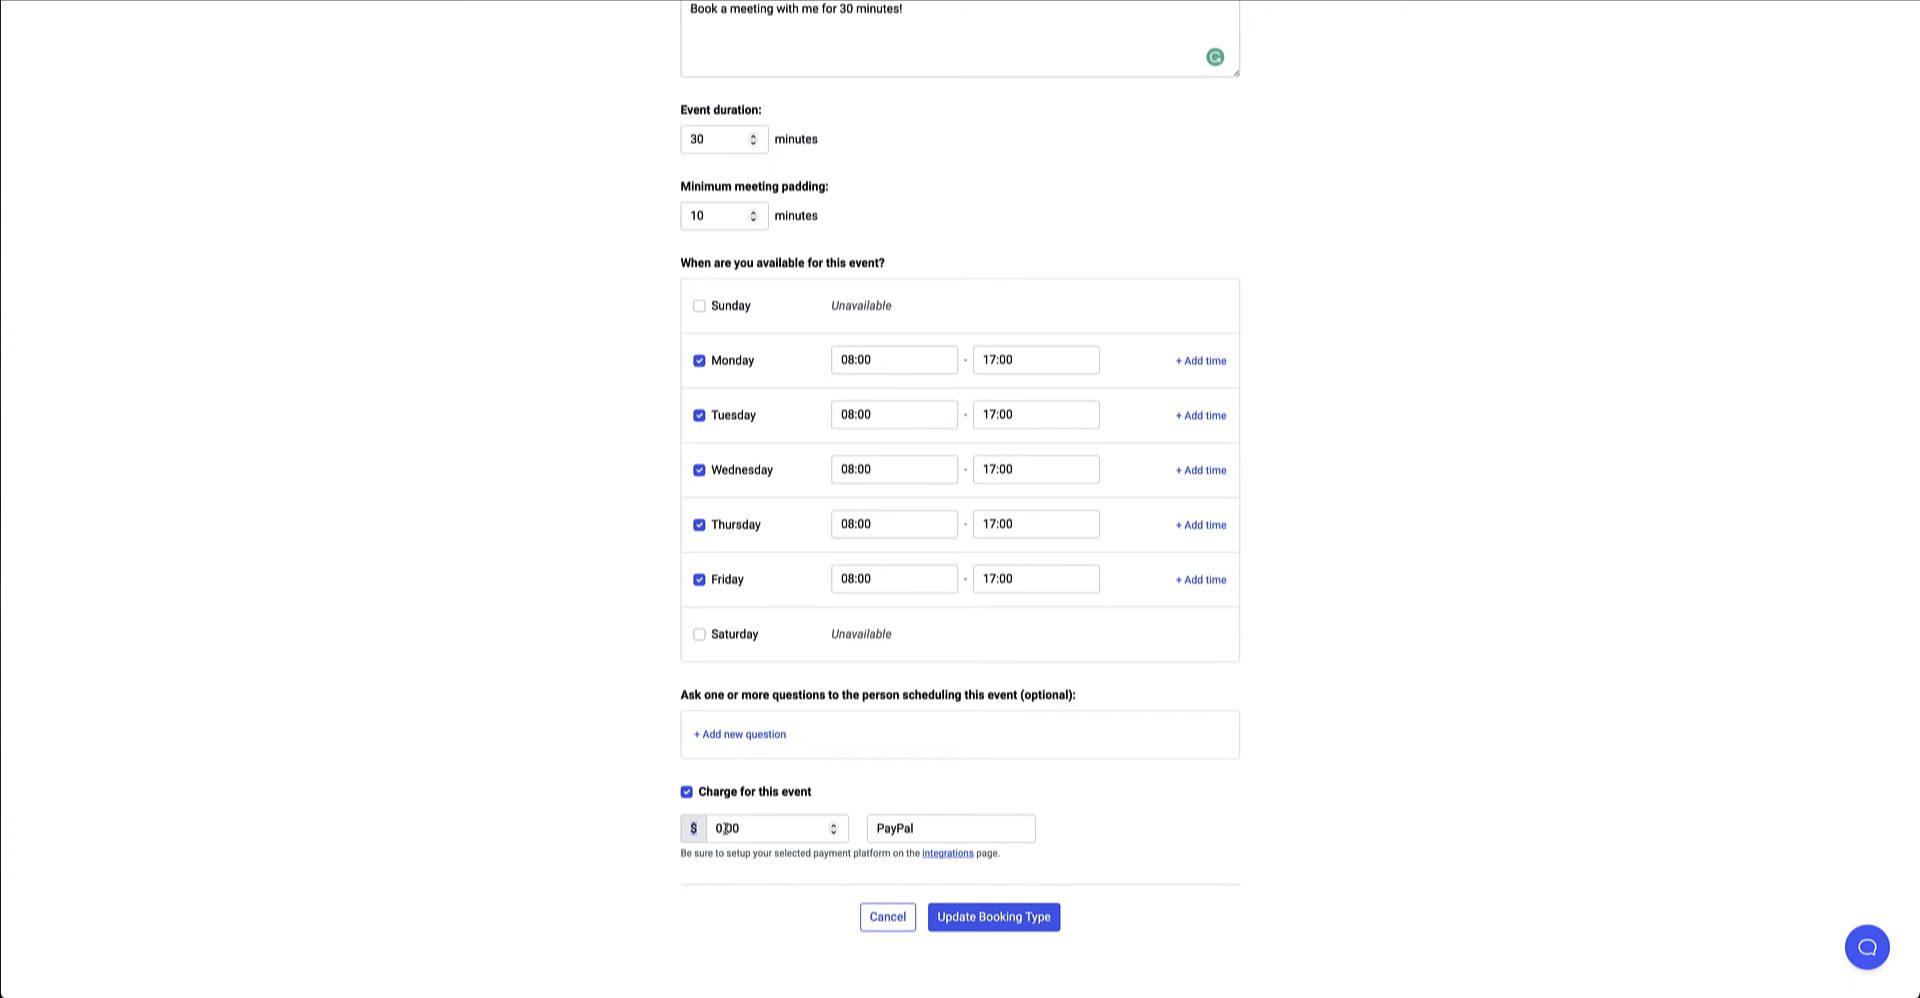 Book a meeting with me for 30 minutes!
Event duration:
30 minutes
Minimum meeting padding:
10 minutes
When are you available for this event?
Sunday Unavailable
Monday 08:00 - 17:00 + Add time
Tuesday 08:00 - 17:00 + Add time
Wednesday 08:00 - 17:00 + Add time
Thursday 08:00 - 17:00 + Add time
Friday 08:00 - 17:00 + Add time
Saturday Unavailable
Ask one or more questions to the person scheduling this event (optional):
+ Add new question
Charge for this event
$ 0.00 PayPal
Be sure to setup your selected payment platform on the integrations page.
Cancel Update Booking Type